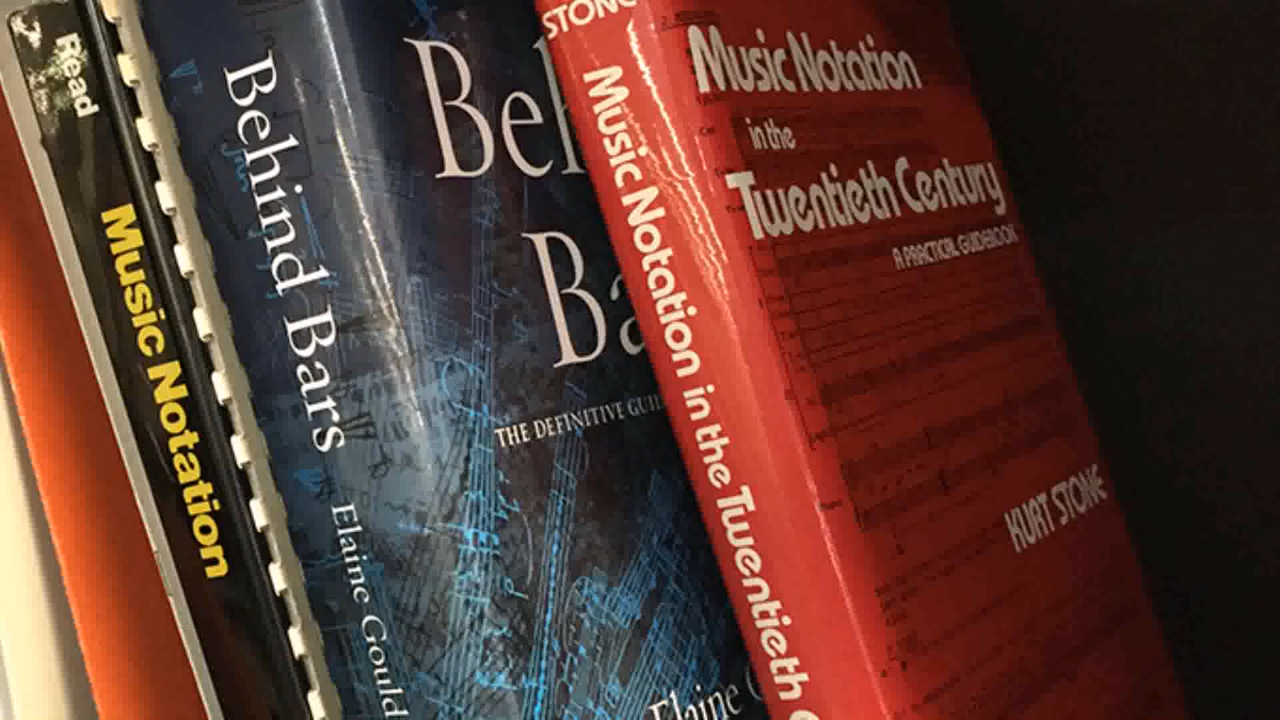 Read
Music Notation
Behind Bars
Elaine Gould
Beh
Ba
THE DEFINITIVE GUI
Elaine
STONE
Music Notation in the Twentieth C
Music Notation
in the
Twentieth Century
A PRACTICAL GUIDEBOOK
KURT STONE